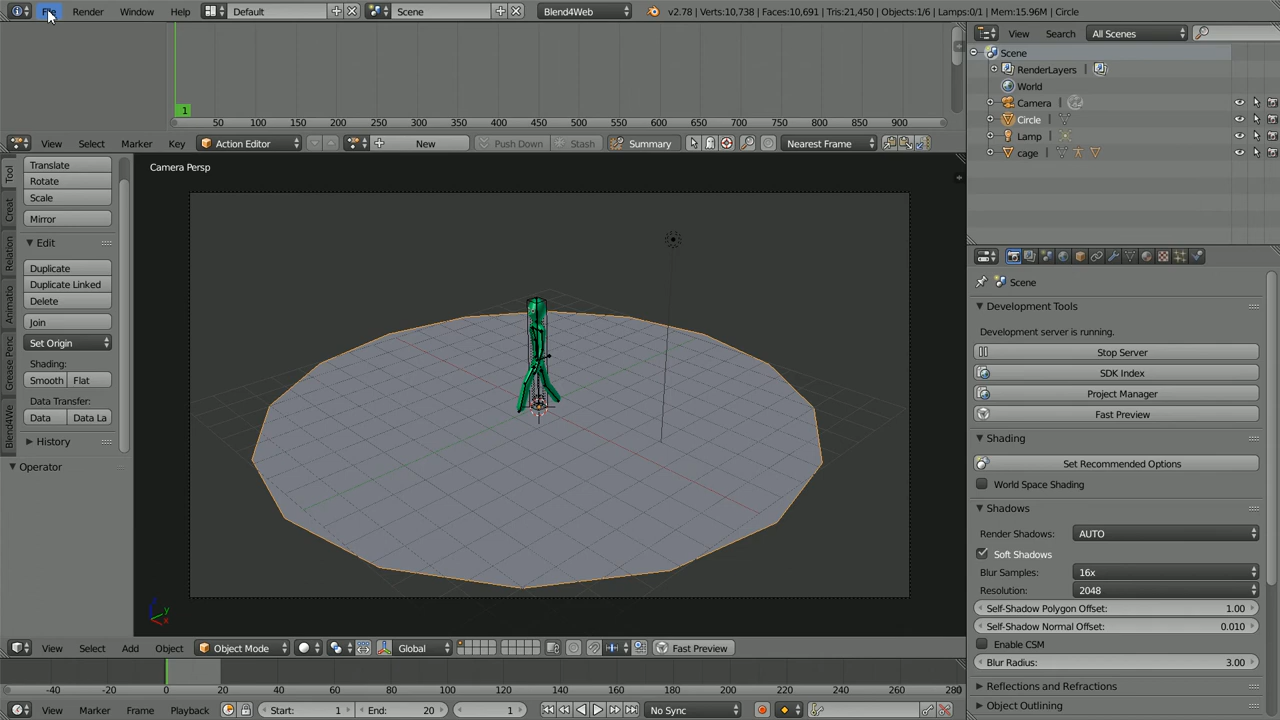 File Render Window Help Default Scene Blend4Web v2.78 | Verts:10,738 | Faces:10,691 | Tris:21,450 | Objects:1/6 | Lamps:0/1 | Mem:15.96M | Circle
View Search All Scenes
Scene
RenderLayers
World
Camera
Circle
Lamp
cage
1
50 100 150 200 250 300 350 400 450 500 550 600 650 700 750 800 850 900
View Select Marker Key Action Editor New Push Down Stash Summary Nearest Frame
Tool
Creat
Relation
Animatio
Grease Penc
Blend4We
Translate
Rotate
Scale
Mirror
Edit
Duplicate
Duplicate Linked
Delete
Join
Set Origin
Shading:
Smooth Flat
Data Transfer:
Data Data La
History
Operator
Camera Persp
z y x
Scene
Development Tools
Development server is running.
Stop Server
SDK Index
Project Manager
Fast Preview
Shading
Set Recommended Options
World Space Shading
Shadows
Render Shadows: AUTO
Soft Shadows
Blur Samples: 16x
Resolution: 2048
Self-Shadow Polygon Offset: 1.00
Self-Shadow Normal Offset: 0.010
Enable CSM
Blur Radius: 3.00
Reflections and Refractions
Object Outlining
View Select Add Object Object Mode Global Fast Preview
-40 -20 0 20 40 60 80 100 120 140 160 180 200 220 240 260 280
View Marker Frame Playback Start: 1 End: 20 1 No Sync